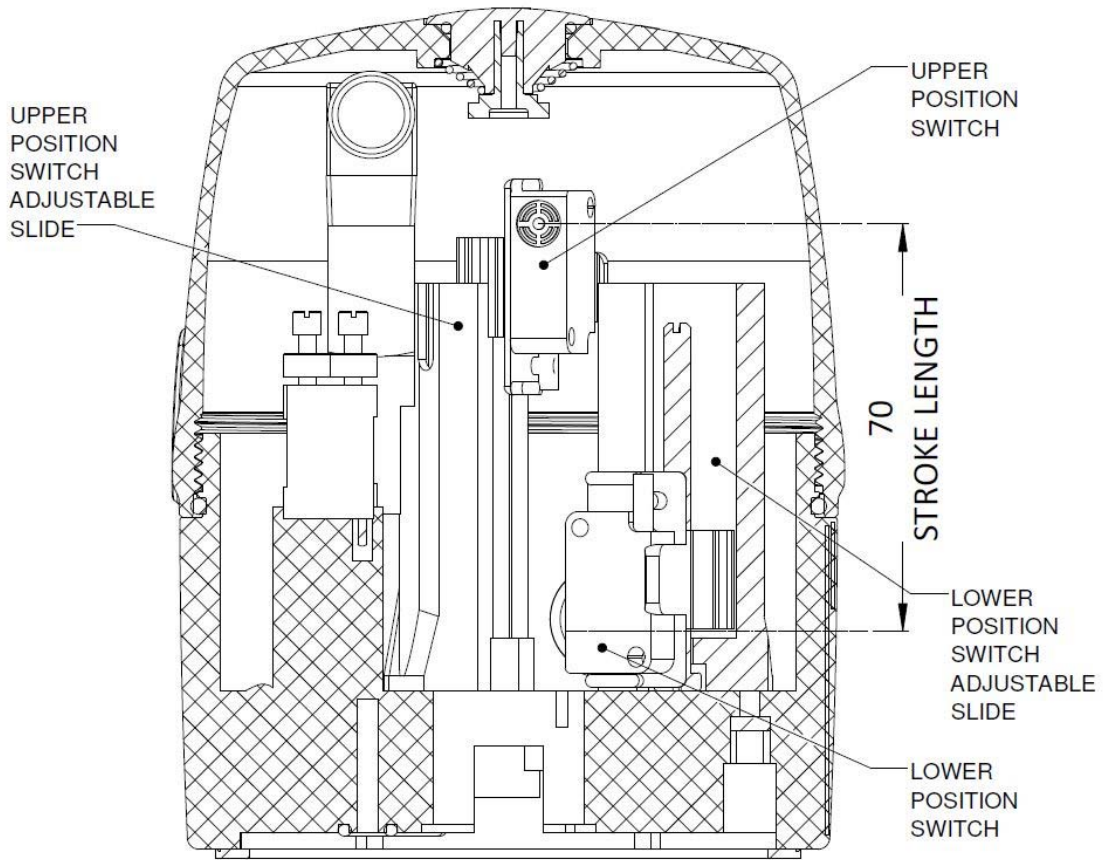 UPPER
POSITION
SWITCH
UPPER
POSITION
SWITCH
ADJUSTABLE
SLIDE
70
STROKE LENGTH
LOWER
POSITION
SWITCH
ADJUSTABLE
SLIDE
LOWER
POSITION
SWITCH